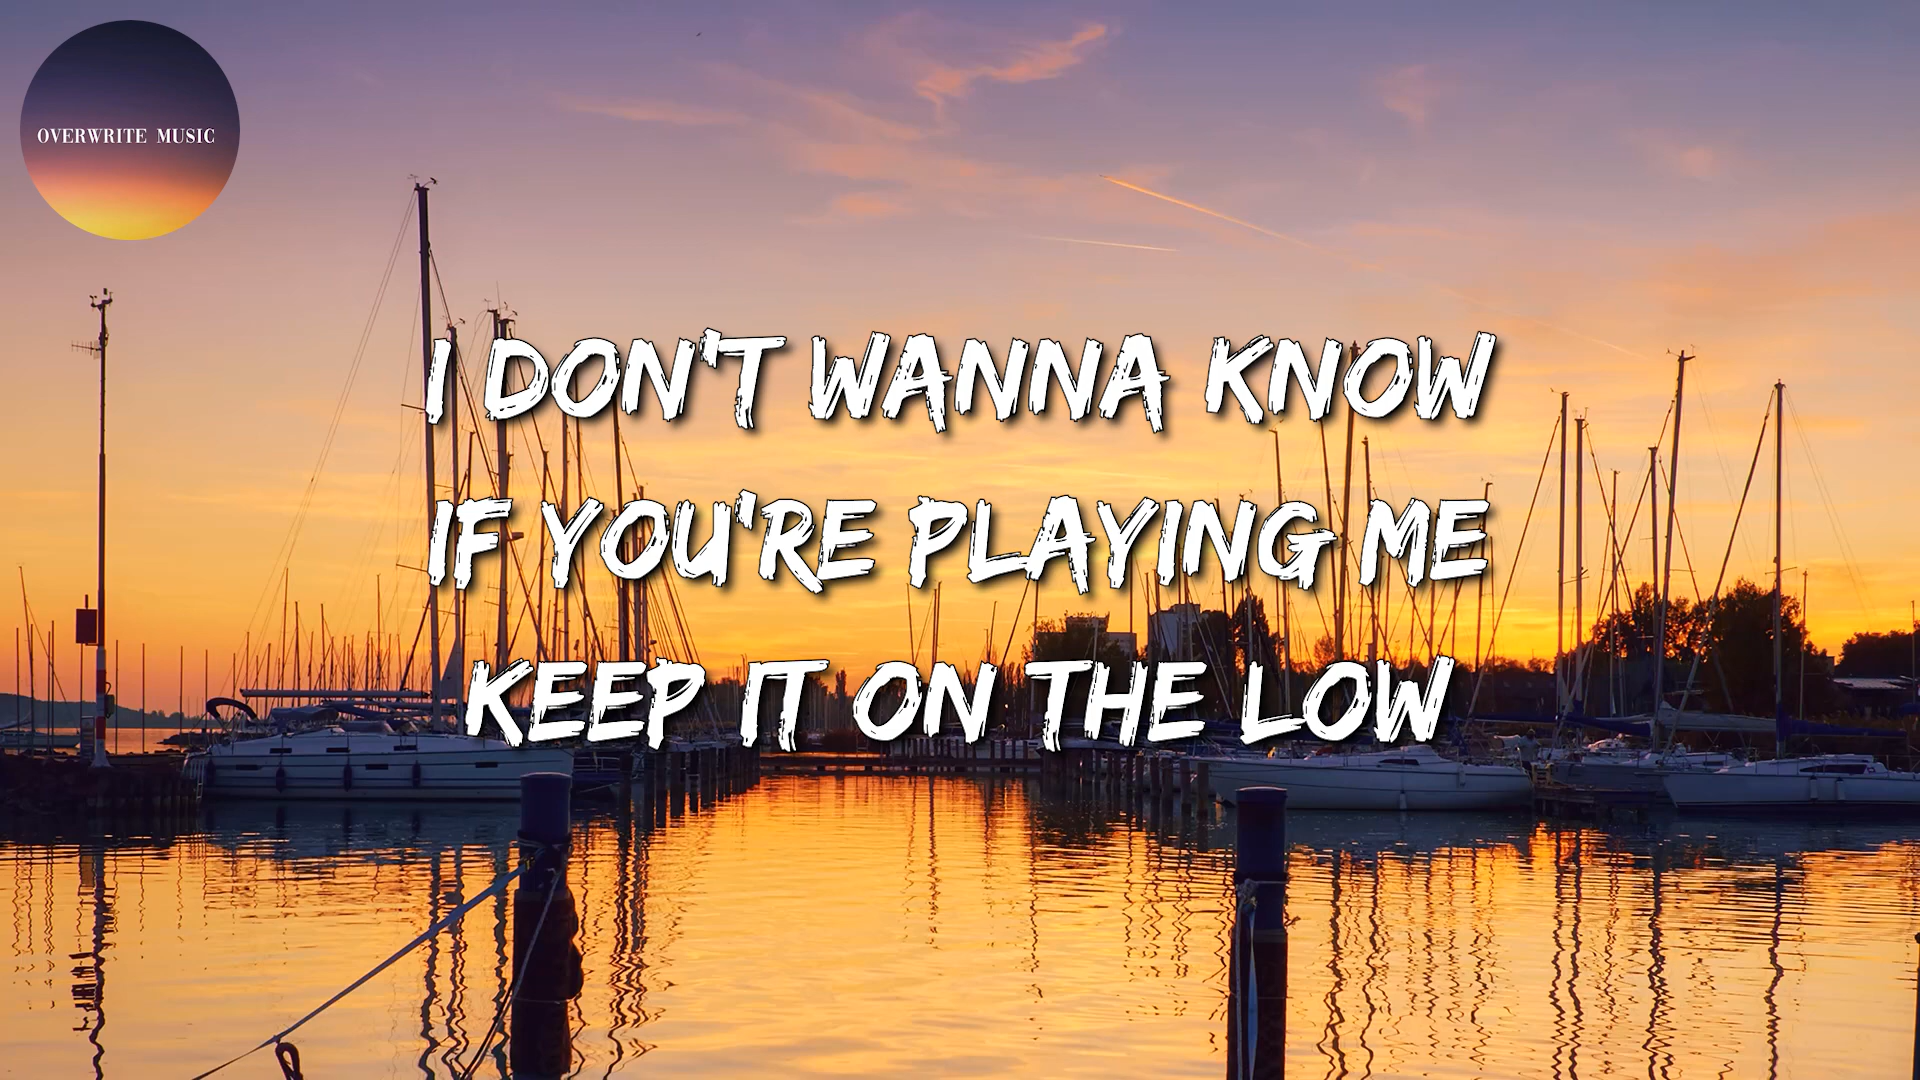 OVERWRITE MUSIC
I DON'T WANNA KNOW
IF YOU'RE PLAYING ME
KEEP IT ON THE LOW